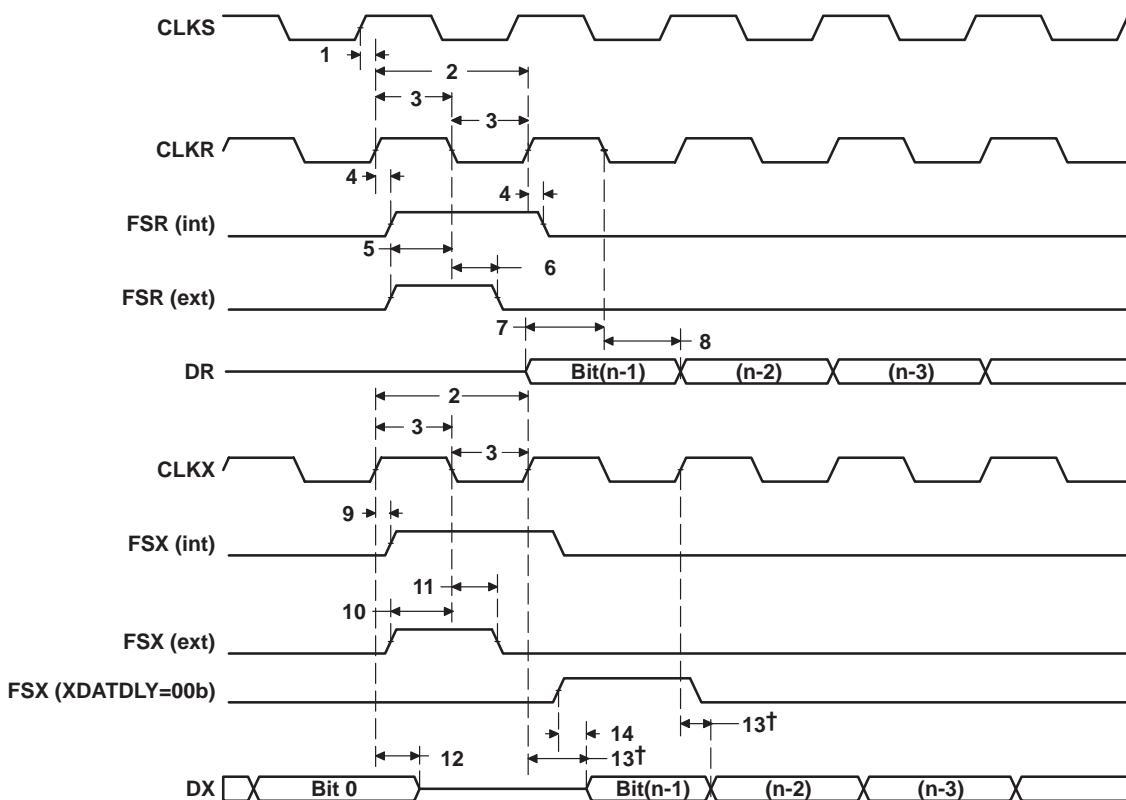 CLKS
1
2
3
3
CLKR
4
4
FSR (int)
5
6
FSR (ext)
7
8
DR
Bit(n-1)
(n-2)
(n-3)
2
3
3
CLKX
9
FSX (int)
11
10
FSX (ext)
FSX (XDATDLY=00b)
14
13†
12
13†
DX
Bit 0
Bit(n-1)
(n-2)
(n-3)